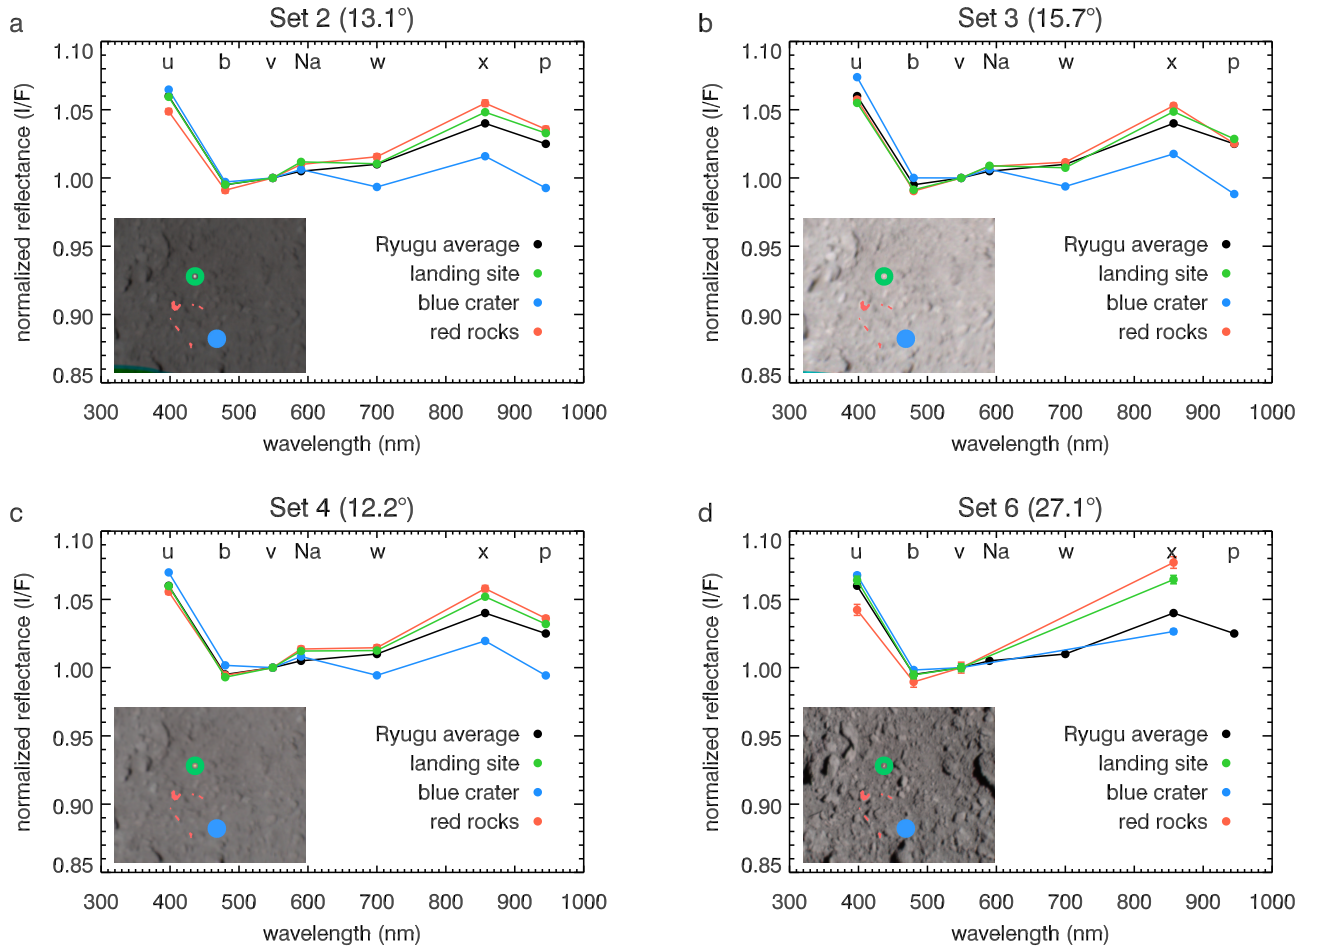 a
Set 2 (13.1°)
1.10
1.05
1.00
0.95
0.90
0.85
normalized reflectance (I/F)
u b v Na w x p
Ryugu average
landing site
blue crater
red rocks
300 400 500 600 700 800 900 1000
wavelength (nm)
b
Set 3 (15.7°)
1.10
1.05
1.00
0.95
0.90
0.85
normalized reflectance (I/F)
u b v Na w x p
Ryugu average
landing site
blue crater
red rocks
300 400 500 600 700 800 900 1000
wavelength (nm)
c
Set 4 (12.2°)
1.10
1.05
1.00
0.95
0.90
0.85
normalized reflectance (I/F)
u b v Na w x p
Ryugu average
landing site
blue crater
red rocks
300 400 500 600 700 800 900 1000
wavelength (nm)
d
Set 6 (27.1°)
1.10
1.05
1.00
0.95
0.90
0.85
normalized reflectance (I/F)
u b v Na w x p
Ryugu average
landing site
blue crater
red rocks
300 400 500 600 700 800 900 1000
wavelength (nm)